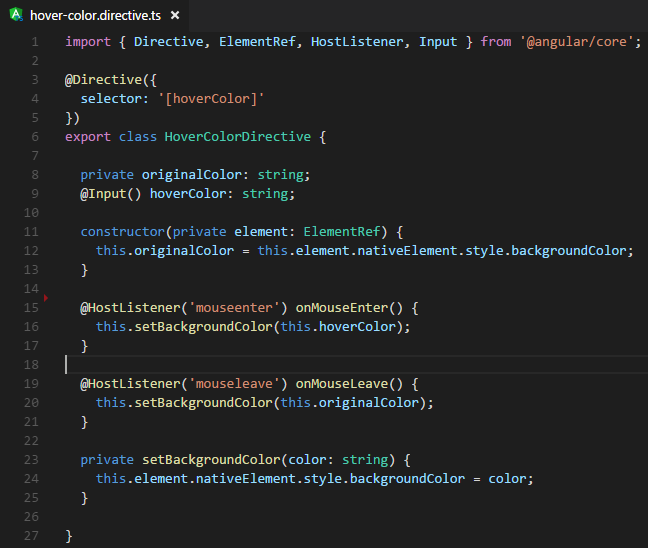 hover-color.directive.ts ×
1 import { Directive, ElementRef, HostListener, Input } from '@angular/core';
2
3 @Directive({
4   selector: '[hoverColor]'
5 })
6 export class HoverColorDirective {
7
8   private originalColor: string;
9   @Input() hoverColor: string;
10
11   constructor(private element: ElementRef) {
12     this.originalColor = this.element.nativeElement.style.backgroundColor;
13   }
14
15   @HostListener('mouseenter') onMouseEnter() {
16     this.setBackgroundColor(this.hoverColor);
17   }
18
19   @HostListener('mouseleave') onMouseLeave() {
20     this.setBackgroundColor(this.originalColor);
21   }
22
23   private setBackgroundColor(color: string) {
24     this.element.nativeElement.style.backgroundColor = color;
25   }
26
27 }